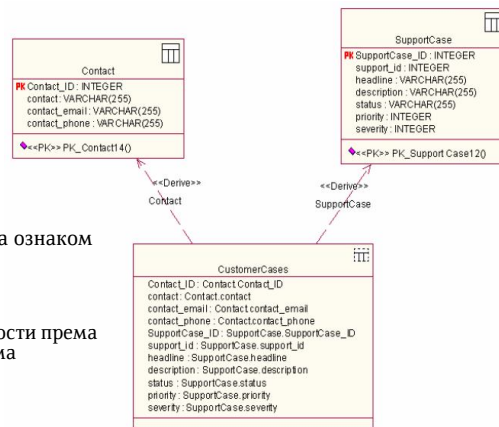 SupportCase
PK SupportCase_ID : INTEGER
support_id : INTEGER
headline : VARCHAR(255)
description : VARCHAR(255)
status : VARCHAR(255)
priority : INTEGER
severity : INTEGER
<<PK>> PK_Support Case12()
Contact
PK Contact_ID : INTEGER
contact : VARCHAR(255)
contact_email : VARCHAR(255)
contact_phone : VARCHAR(255)
<<PK>> PK_Contact14()
<<Derive>>
Contact
<<Derive>>
SupportCase
а ознаком
ости према
ма
CustomerCases
Contact_ID : Contact.Contact_ID
contact : Contact.contact
contact_email : Contact.contact_email
contact_phone : Contact.contact_phone
SupportCase_ID : SupportCase.SupportCase_ID
support_id : SupportCase.support_id
headline : SupportCase.headline
description : SupportCase.description
status : SupportCase.status
priority : SupportCase.priority
severity : SupportCase.severity